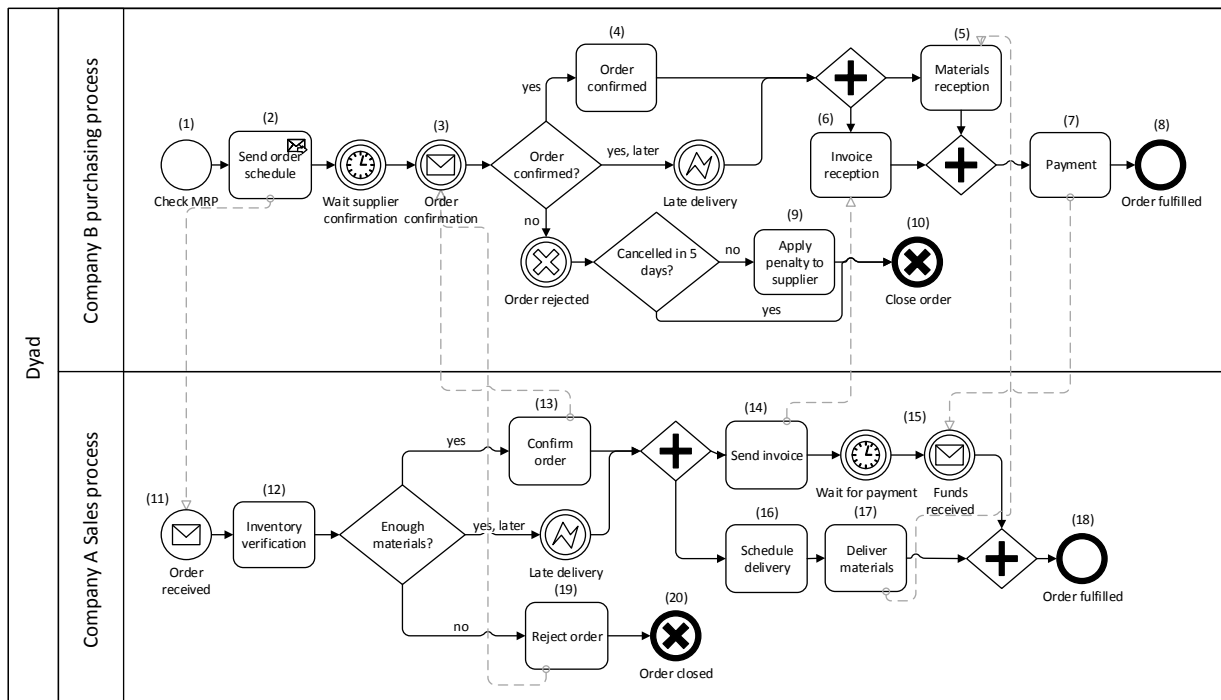 Dyad
Company B purchasing process
(1)
Check MRP
(2)
Send order
schedule
Wait supplier
confirmation
(3)
Order
confirmation
Order
confirmed?
yes
(4)
Order
confirmed
yes, later
Late delivery
no
Order rejected
Cancelled in 5
days?
no
yes
(9)
Apply
penalty to
supplier
(10)
Close order
(5)
Materials
reception
(6)
Invoice
reception
(7)
Payment
(8)
Order fulfilled
Company A Sales process
(11)
Order
received
(12)
Inventory
verification
Enough
materials?
yes
(13)
Confirm
order
yes, later
Late delivery
no
(19)
Reject order
(20)
Order closed
(14)
Send invoice
Wait for payment
(15)
Funds
received
(16)
Schedule
delivery
(17)
Deliver
materials
(18)
Order fulfilled